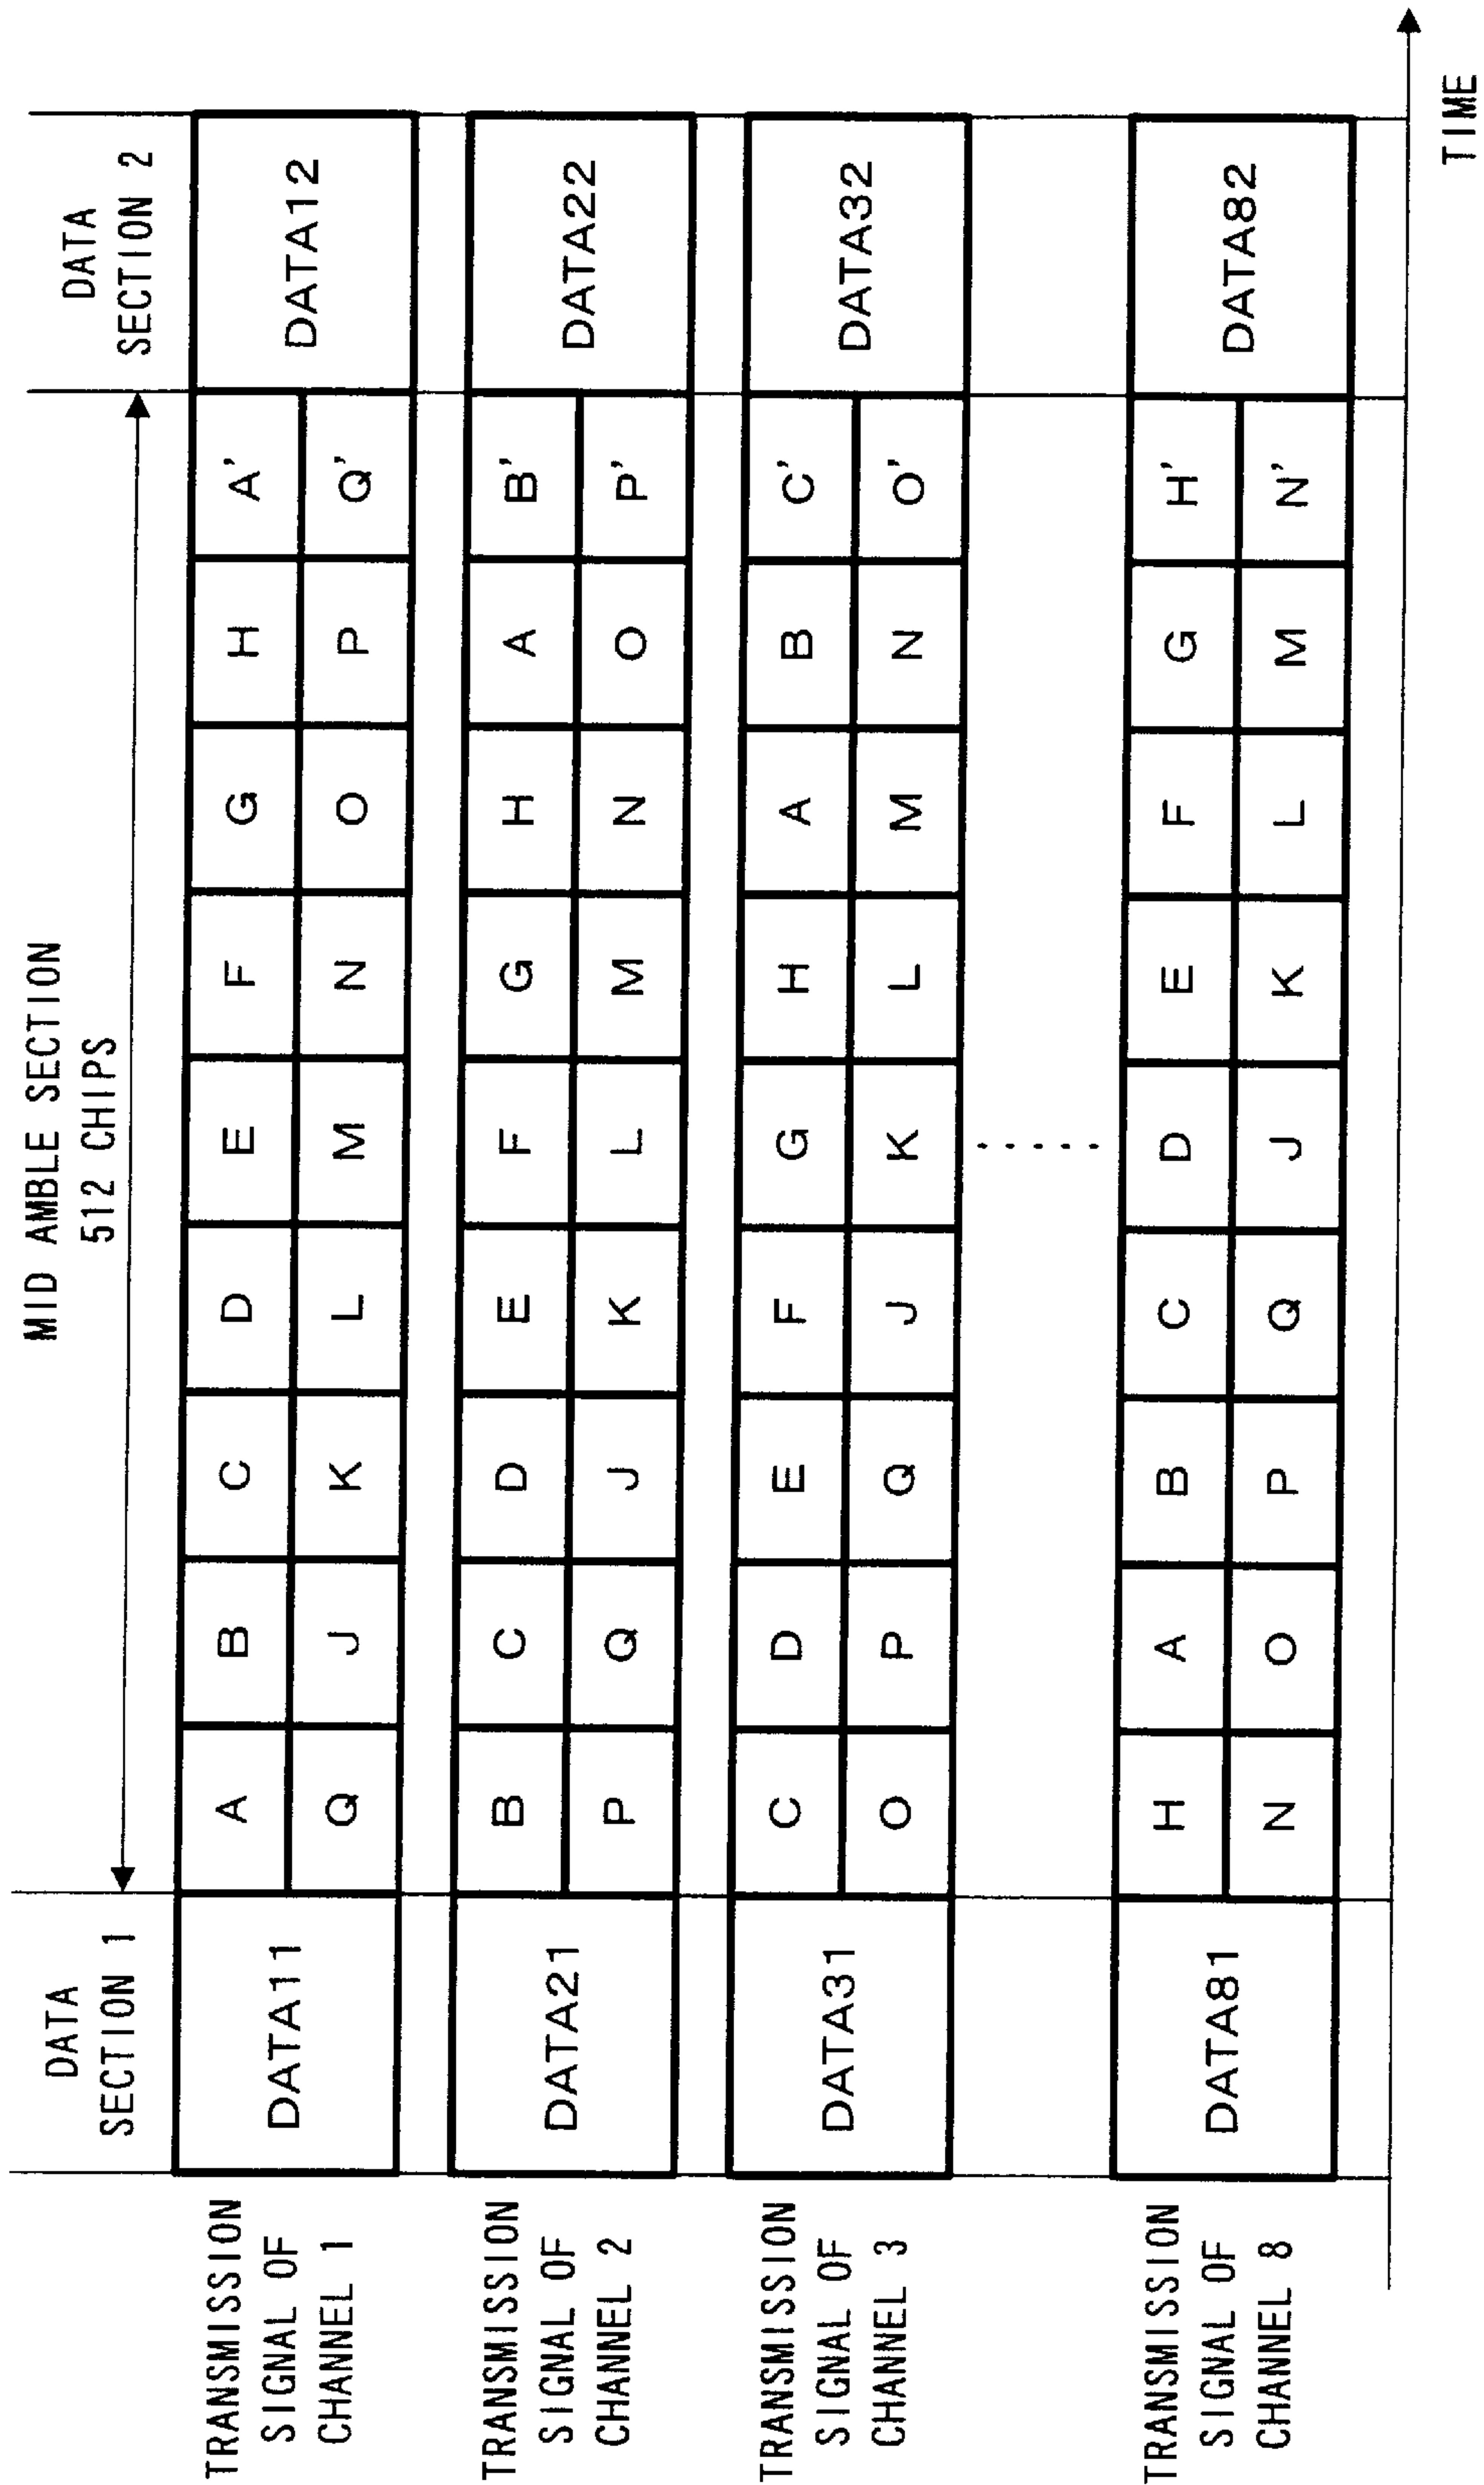 DATA
SECTION 1
MID AMBLE SECTION
512 CHIPS
DATA
SECTION 2
TRANSMISSION
SIGNAL OF
CHANNEL 1
DATA11
A B C D E F G H A'
Q J K L M N O P Q'
DATA12
TRANSMISSION
SIGNAL OF
CHANNEL 2
DATA21
B C D E F G H A B'
P Q J K L M N O P'
DATA22
TRANSMISSION
SIGNAL OF
CHANNEL 3
DATA31
C D E F G H A B C'
O P Q J K L M N O'
DATA32
.....
TRANSMISSION
SIGNAL OF
CHANNEL 8
DATA81
H A B C D E F G H'
N O P Q J K L M N'
DATA82
TIME